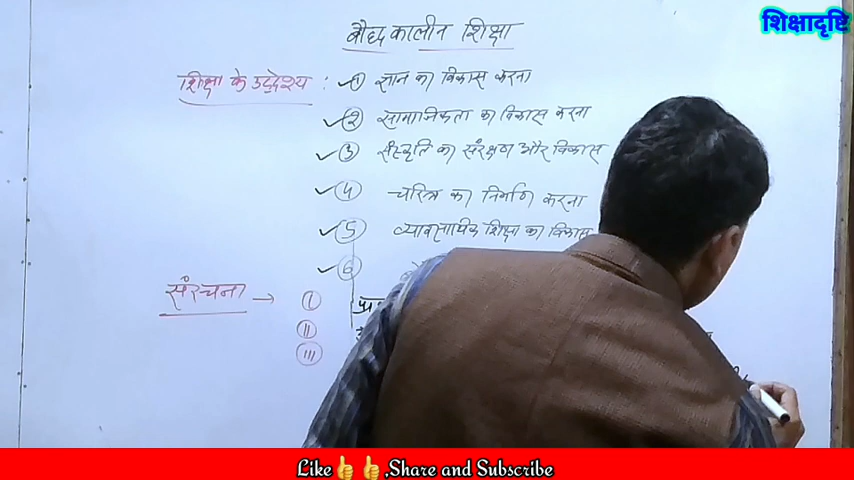 शिक्षादृष्टि
बौद्ध कालीन शिक्षा
शिक्षा के उद्देश्य : ① ज्ञान का विकास करना
② सामाजिकता का विकास करना
③ संस्कृति का संरक्षण और विकास
④ चरित्र का निर्माण करना
⑤ व्यावसायिक शिक्षा का विकास
⑥
संरचना → I
II
III
Like👍👍,Share and Subscribe